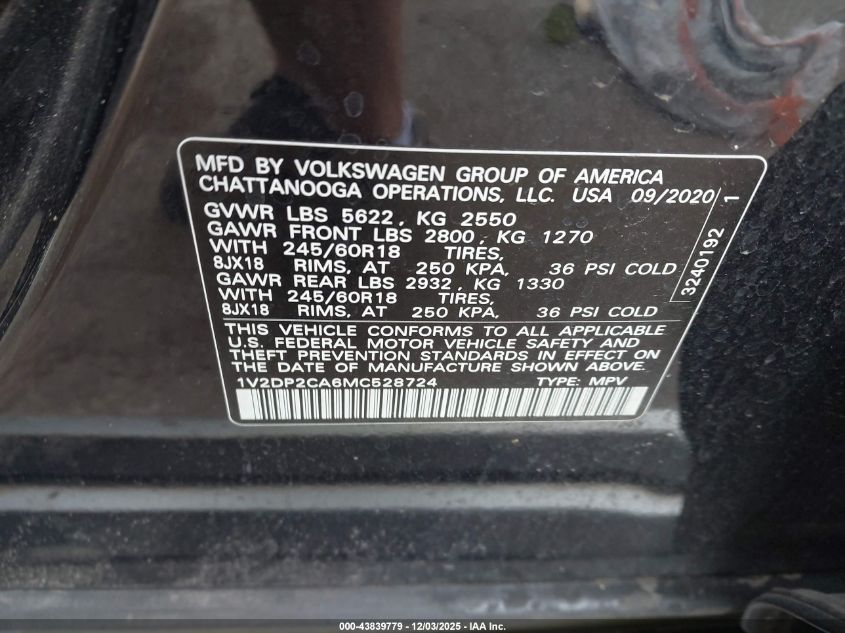 MFD BY VOLKSWAGEN GROUP OF AMERICA
CHATTANOOGA OPERATIONS, LLC. USA 09/2020
GVWR LBS 5622, KG 2550
GAWR FRONT LBS 2800, KG 1270
WITH 245/60R18 TIRES,
8JX18 RIMS, AT 250 KPA, 36 PSI COLD
GAWR REAR LBS 2932, KG 1330
WITH 245/60R18 TIRES,
8JX18 RIMS, AT 250 KPA, 36 PSI COLD
3240192 1
THIS VEHICLE CONFORMS TO ALL APPLICABLE
U.S. FEDERAL MOTOR VEHICLE SAFETY AND
THEFT PREVENTION STANDARDS IN EFFECT ON
THE DATE OF MANUFACTURE SHOWN ABOVE.
1V2DP2CA6MC528724 TYPE: MPV
000-43839779 - 12/03/2025 - IAA Inc.